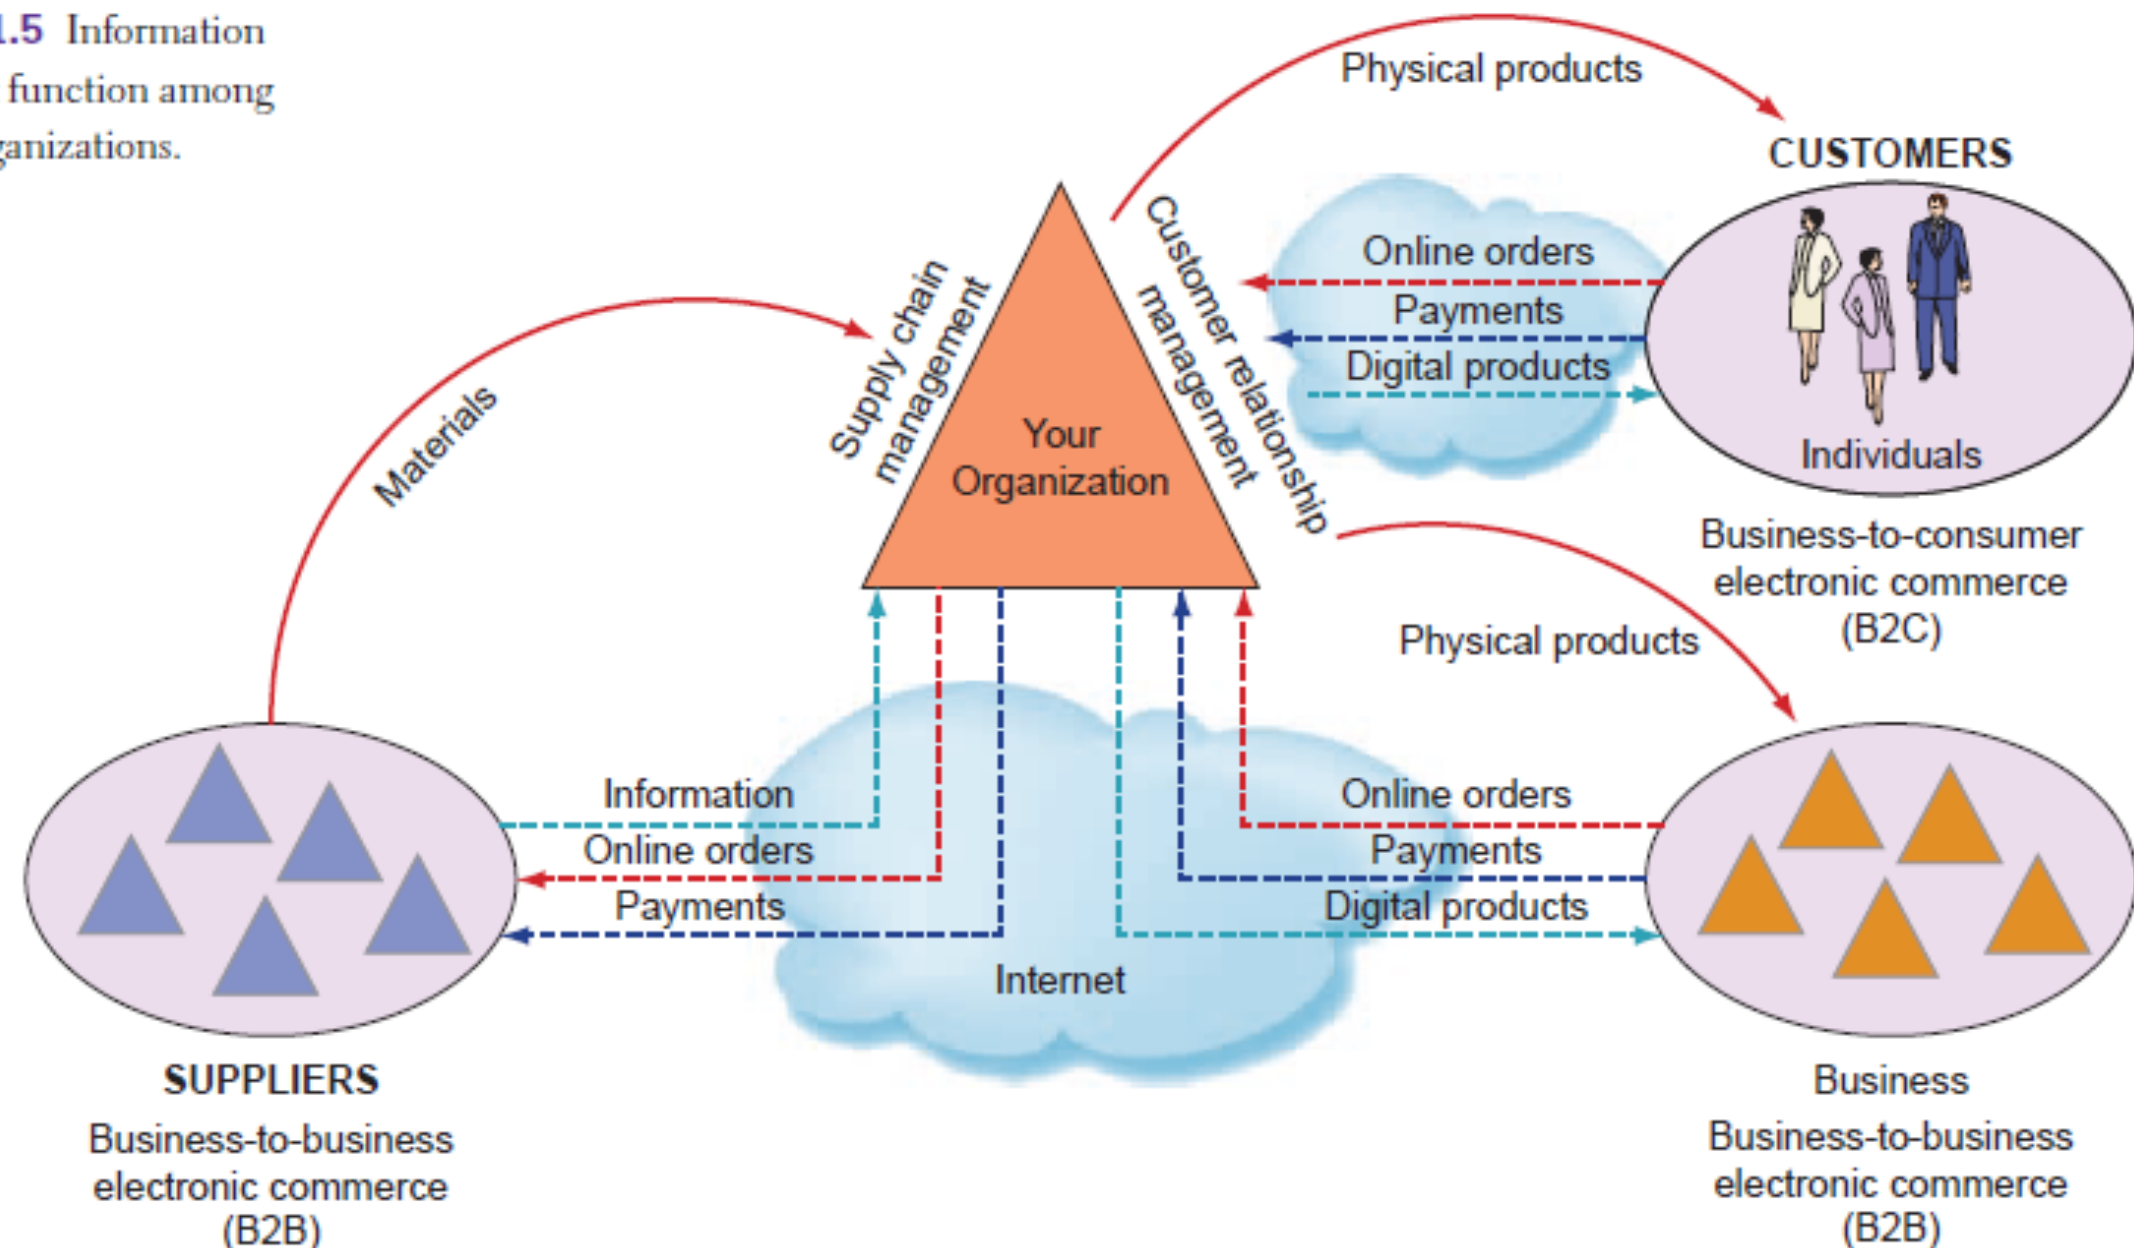 1.5 Information
function among
ganizations.
Physical products
CUSTOMERS
Online orders
Payments
Digital products
Individuals
Business-to-consumer
electronic commerce
(B2C)
Supply chain
management
Customer relationship
management
Your
Organization
Materials
Physical products
Information
Online orders
Payments
Online orders
Payments
Digital products
Internet
SUPPLIERS
Business-to-business
electronic commerce
(B2B)
Business
Business-to-business
electronic commerce
(B2B)